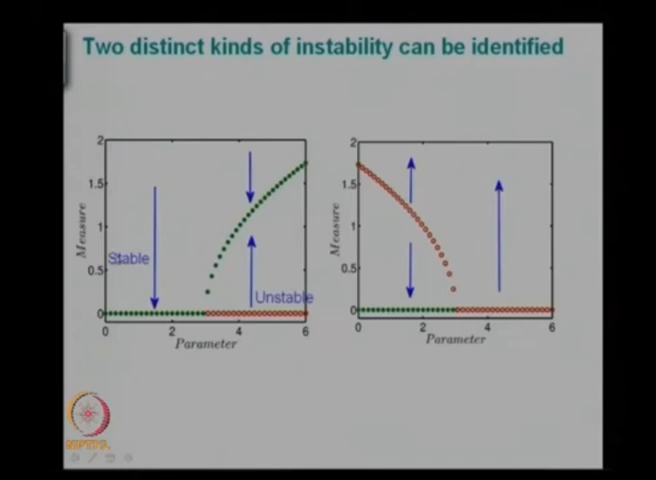 Two distinct kinds of instability can be identified
2
1.5
1
0.5
0
Measure
Stable
Unstable
0 2 4 6
Parameter
2
1.5
1
0.5
0
Measure
0 2 4 6
Parameter
NPTEL